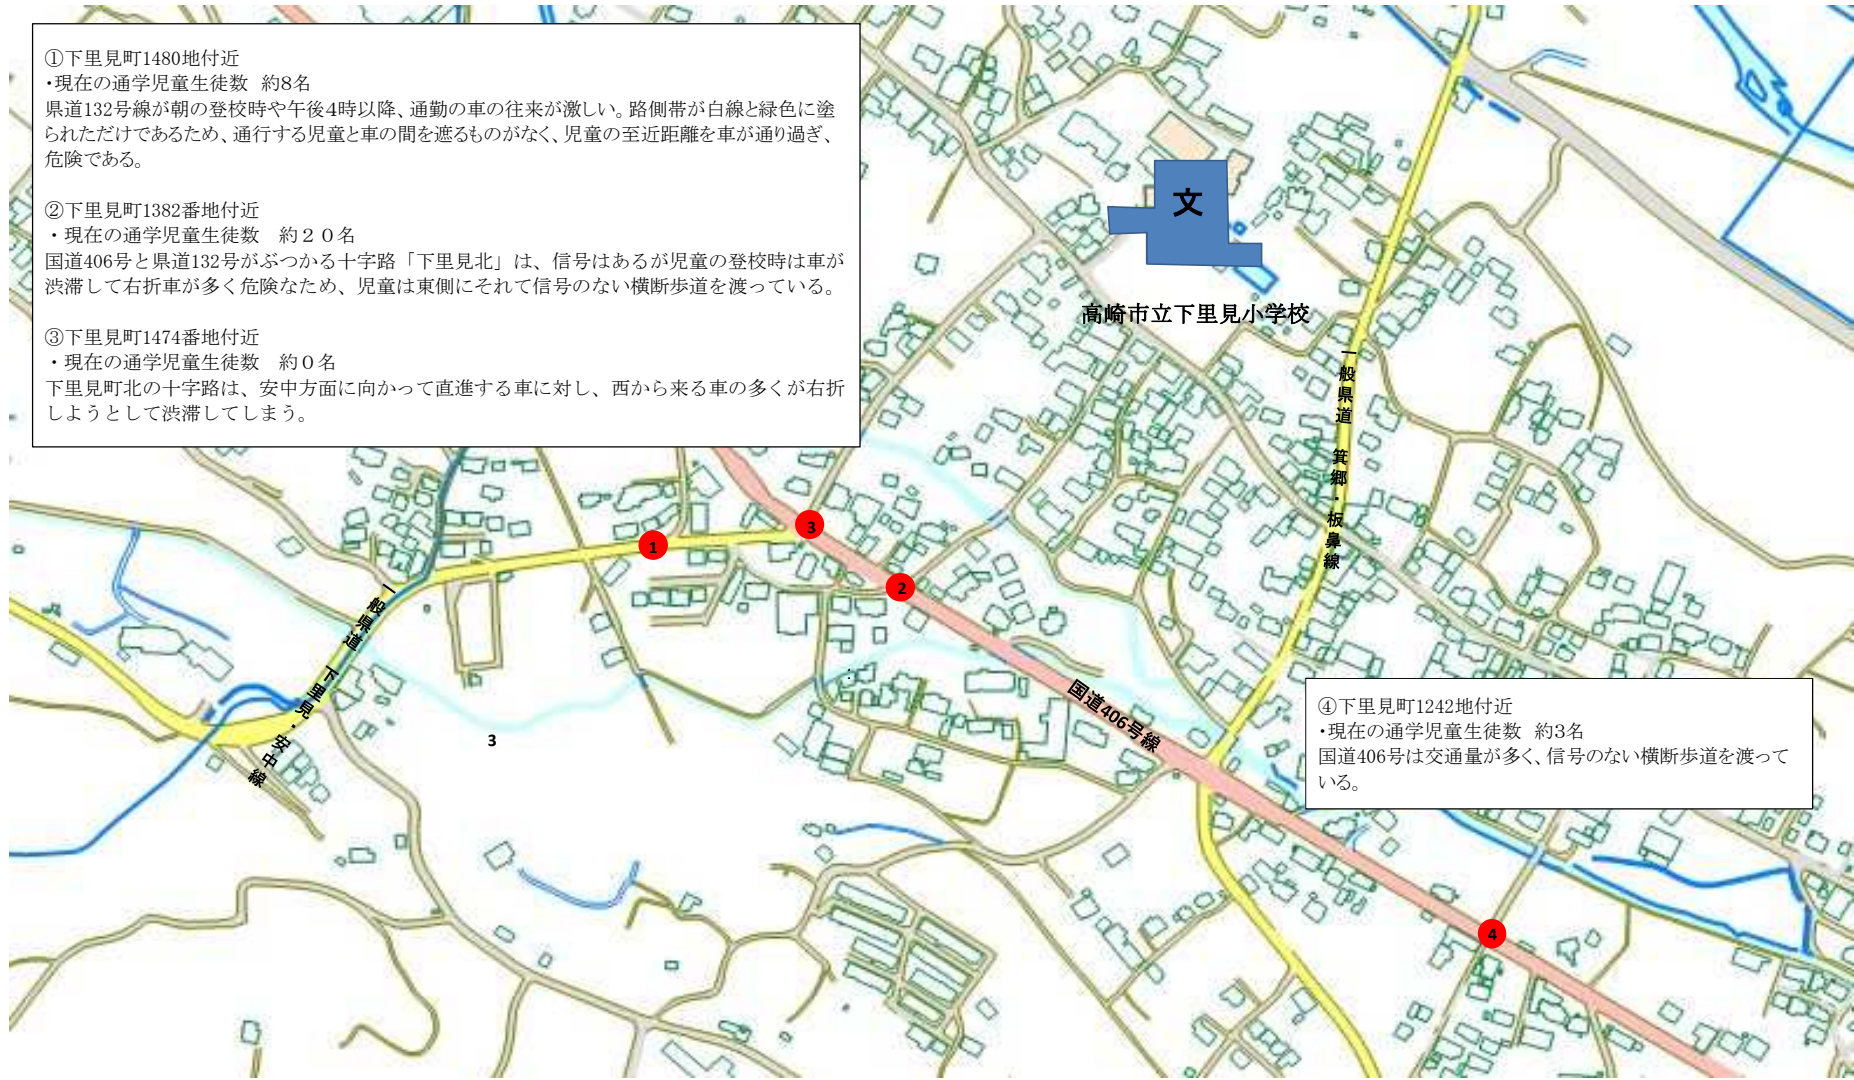 ①下里見町1480地付近
・現在の通学児童生徒数　約8名
県道132号線が朝の登校時や午後4時以降、通勤の車の往来が激しい。路側帯が白線と緑色に塗
られただけであるため、通行する児童と車の間を遮るものがなく、児童の至近距離を車が通り過ぎ、
危険である。
②下里見町1382番地付近
・現在の通学児童生徒数　約２０名
国道406号と県道132号がぶつかる十字路「下里見北」は、信号はあるが児童の登校時は車が
渋滞して右折車が多く危険なため、児童は東側にそれて信号のない横断歩道を渡っている。
③下里見町1474番地付近
・現在の通学児童生徒数　約０名
下里見町北の十字路は、安中方面に向かって直進する車に対し、西から来る車の多くが右折
しようとして渋滞してしまう。
文
高崎市立下里見小学校
一般県道　箕郷・板鼻線
3
1
2
一般県道　下里見・安中線
3
国道406号線
④下里見町1242地付近
・現在の通学児童生徒数　約3名
国道406号は交通量が多く、信号のない横断歩道を渡って
いる。
4